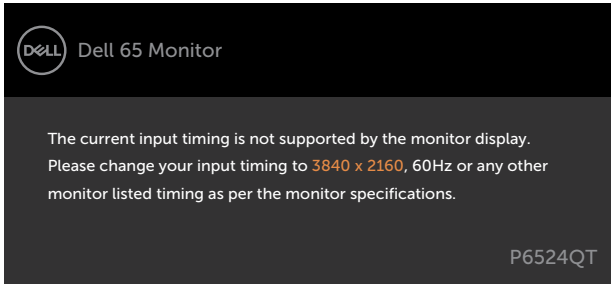 DELL
Dell 65 Monitor
The current input timing is not supported by the monitor display.
Please change your input timing to 3840 x 2160, 60Hz or any other
monitor listed timing as per the monitor specifications.
P6524QT